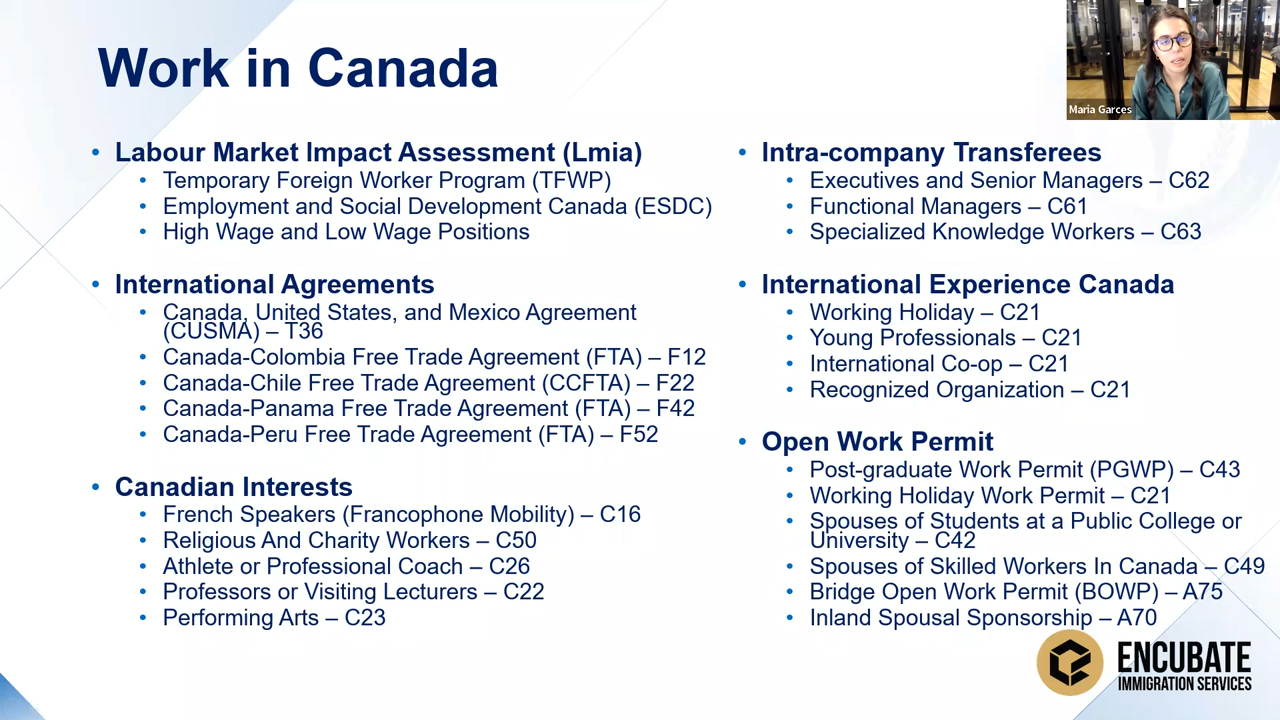 Work in Canada
Maria Garces
• Labour Market Impact Assessment (Lmia)
• Temporary Foreign Worker Program (TFWP)
• Employment and Social Development Canada (ESDC)
• High Wage and Low Wage Positions
• International Agreements
• Canada, United States, and Mexico Agreement
(CUSMA) – T36
• Canada-Colombia Free Trade Agreement (FTA) – F12
• Canada-Chile Free Trade Agreement (CCFTA) – F22
• Canada-Panama Free Trade Agreement (FTA) – F42
• Canada-Peru Free Trade Agreement (FTA) – F52
• Canadian Interests
• French Speakers (Francophone Mobility) – C16
• Religious And Charity Workers – C50
• Athlete or Professional Coach – C26
• Professors or Visiting Lecturers – C22
• Performing Arts – C23
• Intra-company Transferees
• Executives and Senior Managers – C62
• Functional Managers – C61
• Specialized Knowledge Workers – C63
• International Experience Canada
• Working Holiday – C21
• Young Professionals – C21
• International Co-op – C21
• Recognized Organization – C21
• Open Work Permit
• Post-graduate Work Permit (PGWP) – C43
• Working Holiday Work Permit – C21
• Spouses of Students at a Public College or
University – C42
• Spouses of Skilled Workers In Canada – C49
• Bridge Open Work Permit (BOWP) – A75
• Inland Spousal Sponsorship – A70
ENCUBATE
IMMIGRATION SERVICES